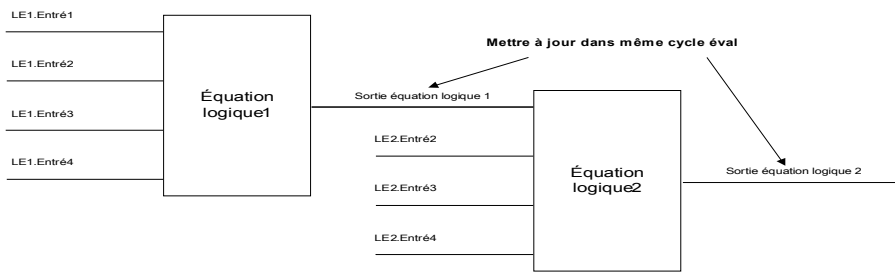 LE1.Entré1
LE1.Entré2
LE1.Entré3
LE1.Entré4
Équation
logique1
Mettre à jour dans même cycle éval
Sortie équation logique 1
LE2.Entré2
LE2.Entré3
LE2.Entré4
Équation
logique2
Sortie équation logique 2